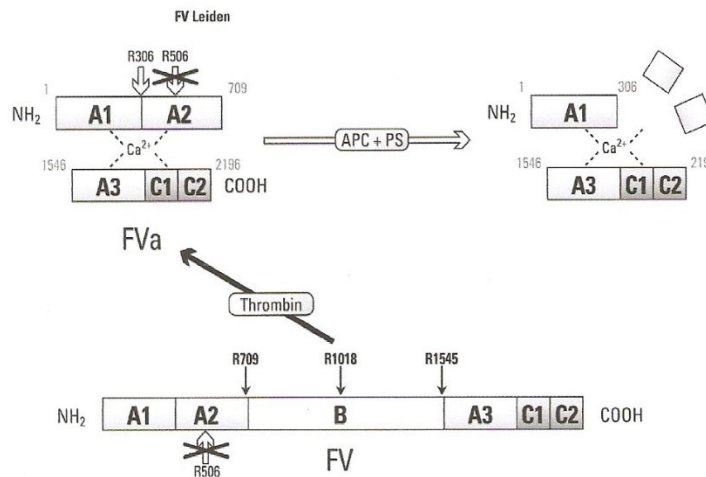 FV Leiden
R306 R506
1 709
NH2 A1 A2
Ca2+
1546 2196
A3 C1 C2 COOH
FVa
APC + PS
1 306
NH2 A1
Ca2+
1546
A3 C1 C2
Thrombin
R709 R1018 R1545
NH2 A1 A2 B A3 C1 C2 COOH
R506
FV